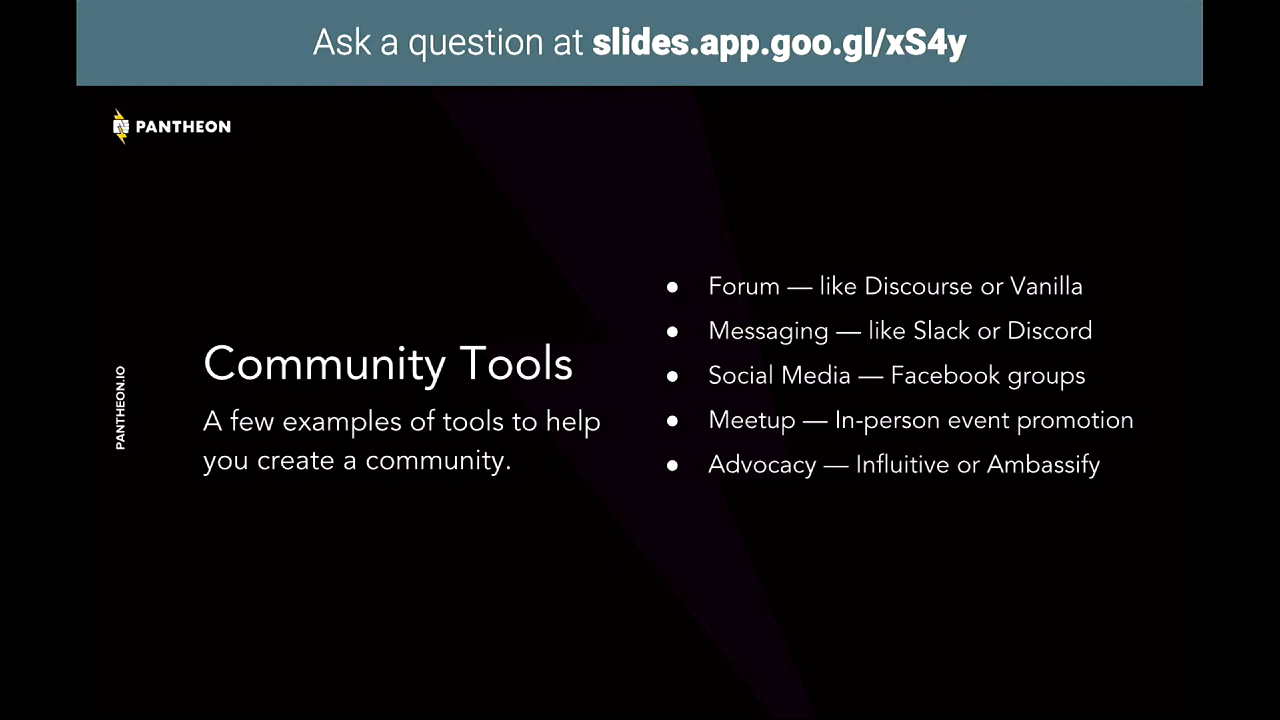 Ask a question at slides.app.goo.gl/xS4y
PANTHEON
PANTHEON.IO
Community Tools
A few examples of tools to help
you create a community.
● Forum — like Discourse or Vanilla
● Messaging — like Slack or Discord
● Social Media — Facebook groups
● Meetup — In-person event promotion
● Advocacy — Influitive or Ambassify